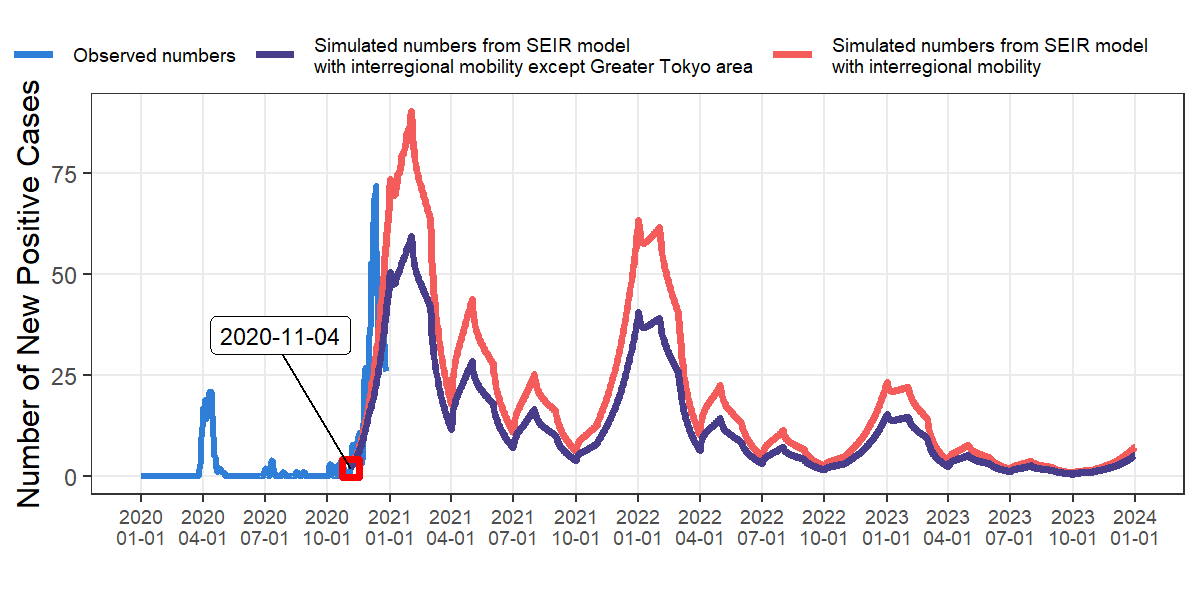 Observed numbers
Simulated numbers from SEIR model
with interregional mobility except Greater Tokyo area
Simulated numbers from SEIR model
with interregional mobility
Number of New Positive Cases
75
50
25
0
2020-11-04
2020 2020 2020 2020 2021 2021 2021 2021 2022 2022 2022 2022 2023 2023 2023 2023 2024
01-01 04-01 07-01 10-01 01-01 04-01 07-01 10-01 01-01 04-01 07-01 10-01 01-01 04-01 07-01 10-01 01-01